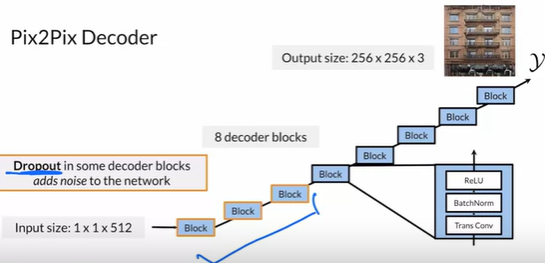 Pix2Pix Decoder
Output size: 256 x 256 x 3
y
Block
Block
Block
8 decoder blocks
Block
Dropout in some decoder blocks
adds noise to the network
Block
ReLU
Block
BatchNorm
Block
Trans Conv
Input size: 1 x 1 x 512
Block